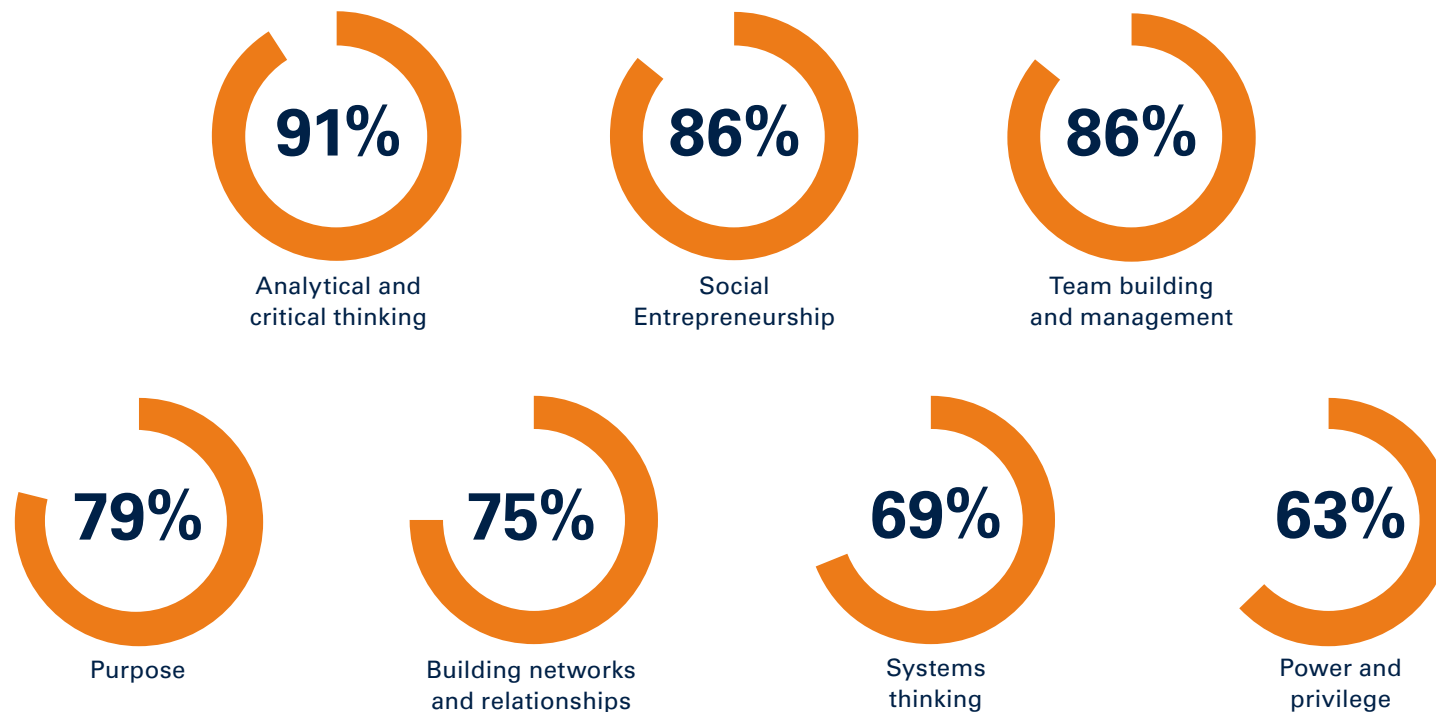 91%
86%
86%
Analytical and
critical thinking
Social
Entrepreneurship
Team building
and management
79%
75%
69%
63%
Purpose
Building networks
and relationships
Systems
thinking
Power and
privilege